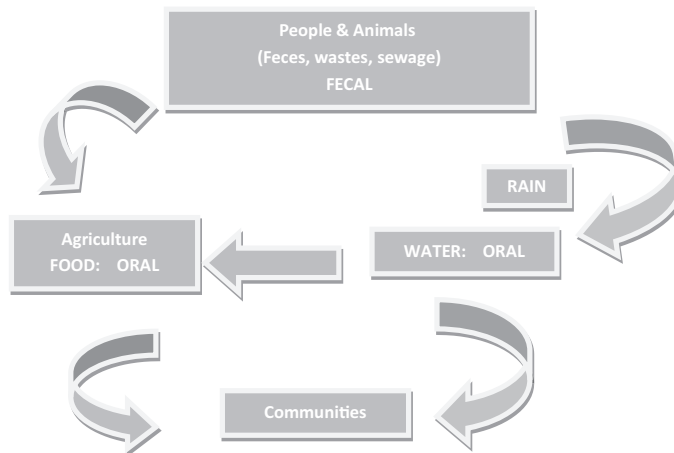 People & Animals
(Feces, wastes, sewage)
FECAL
RAIN
Agriculture
FOOD: ORAL
WATER: ORAL
Communities